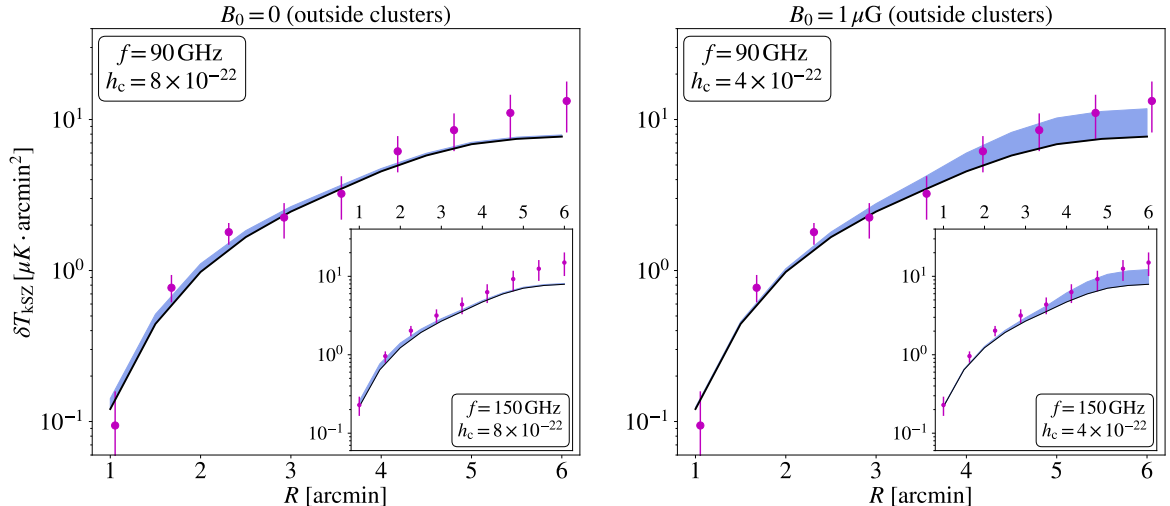 B₀ = 0 (outside clusters)
f = 90 GHz
h_c = 8 × 10⁻²²
δT_kSZ [μK · arcmin²]
10¹
10⁰
10⁻¹
1 2 3 4 5 6
10¹
10⁰
10⁻¹
f = 150 GHz
h_c = 8 × 10⁻²²
1 2 3 4 5 6
R [arcmin]
B₀ = 1 μG (outside clusters)
f = 90 GHz
h_c = 4 × 10⁻²²
10¹
10⁰
10⁻¹
1 2 3 4 5 6
10¹
10⁰
10⁻¹
f = 150 GHz
h_c = 4 × 10⁻²²
1 2 3 4 5 6
R [arcmin]